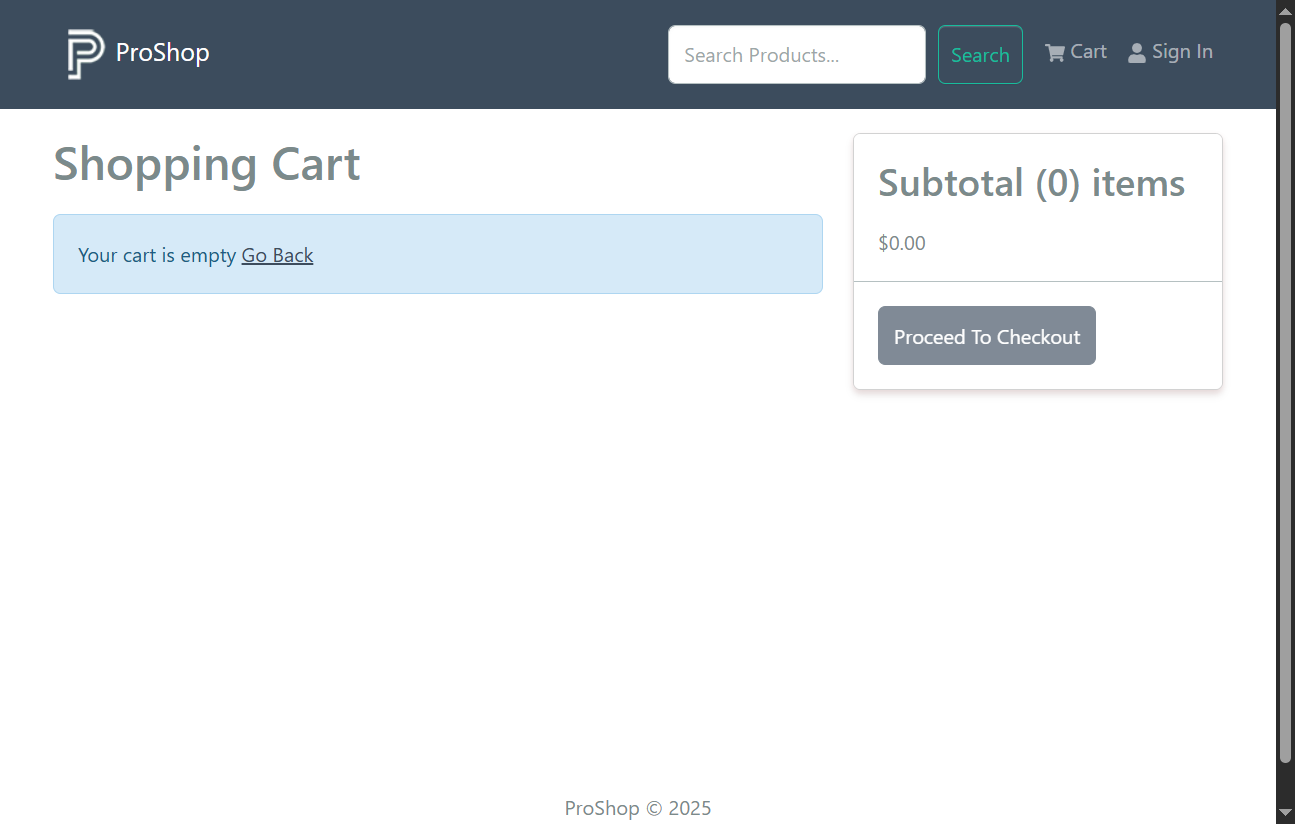 ProShop
Search Products...
Search
Cart
Sign In
Shopping Cart
Your cart is empty Go Back
Subtotal (0) items
$0.00
Proceed To Checkout
ProShop © 2025